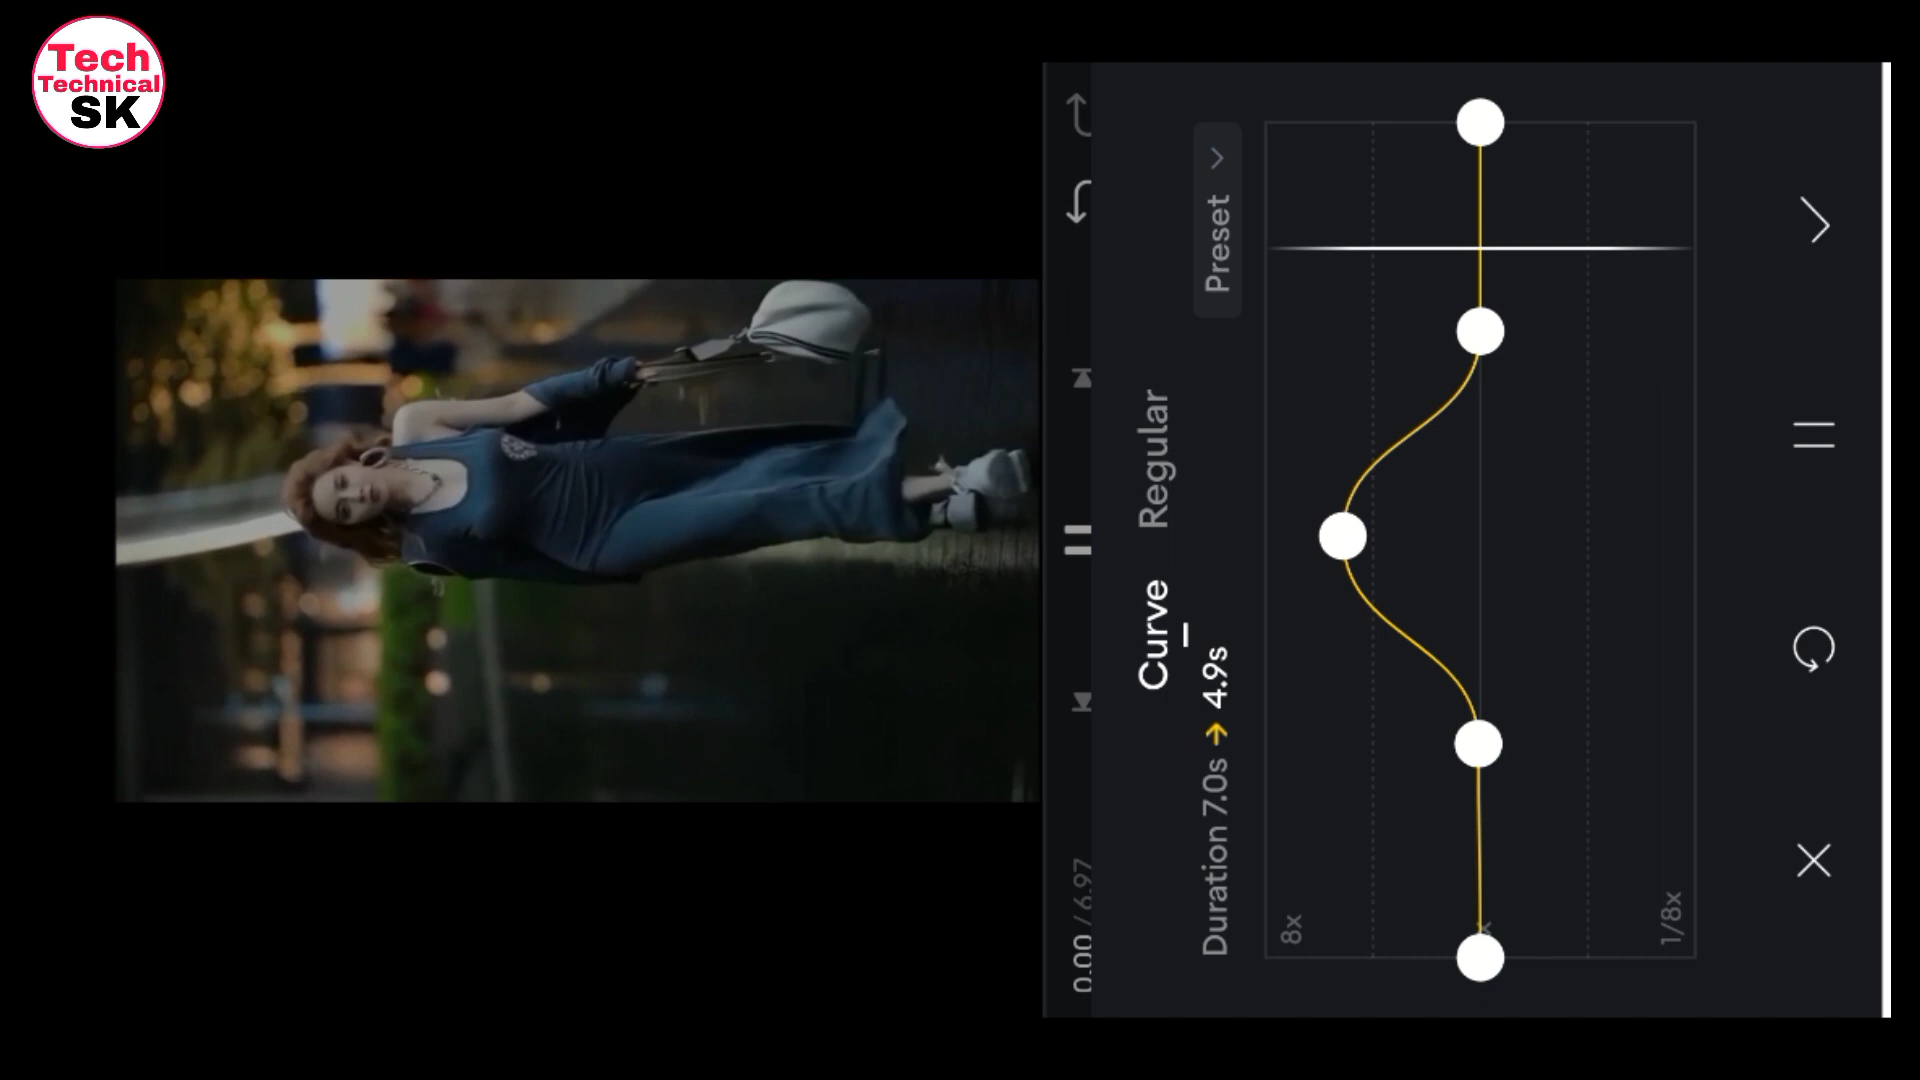 Tech
Technical
SK
0.00 / 6.97
Curve Regular
Duration 7.0s → 4.9s
Preset
8x
1/8x